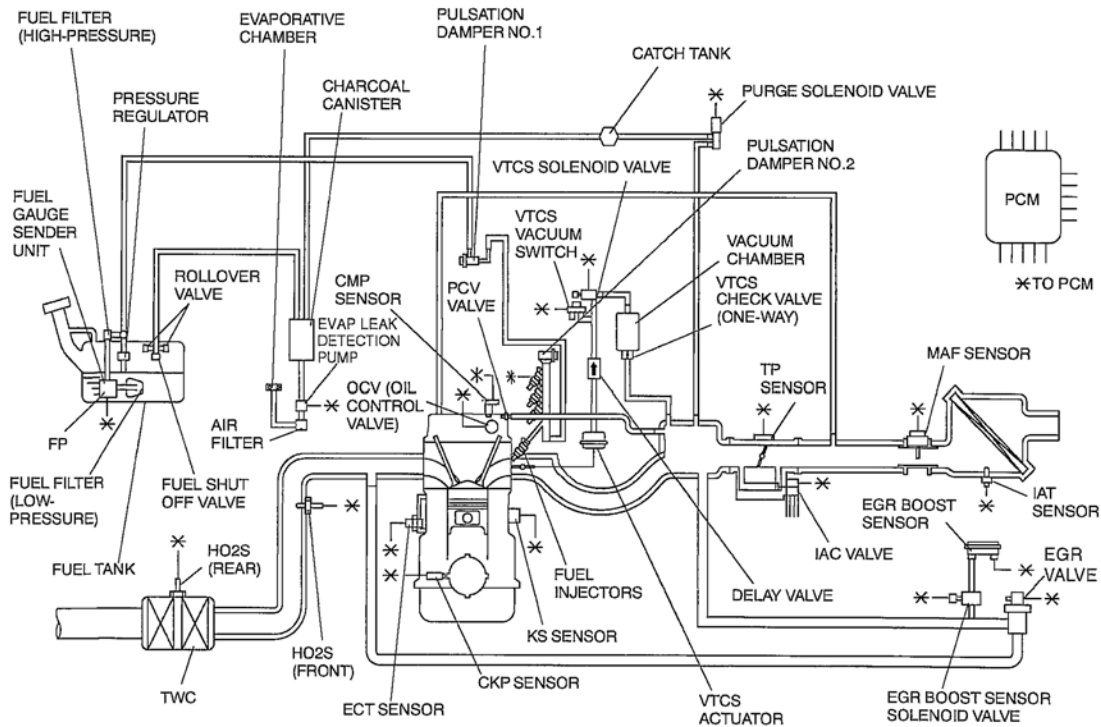 FUEL FILTER
(HIGH-PRESSURE)
EVAPORATIVE
CHAMBER
PULSATION
DAMPER NO.1
CATCH TANK
PURGE SOLENOID VALVE
PRESSURE
REGULATOR
CHARCOAL
CANISTER
PULSATION
DAMPER NO.2
VTCS SOLENOID VALVE
PCM
FUEL
GAUGE
SENDER
UNIT
VTCS
VACUUM
SWITCH
VACUUM
CHAMBER
ROLLOVER
VALVE
CMP
SENSOR
PCV
VALVE
VTCS
CHECK VALVE
(ONE-WAY)
TO PCM
EVAP LEAK
DETECTION
PUMP
MAF SENSOR
TP
SENSOR
OCV (OIL
CONTROL
VALVE)
FP
AIR
FILTER
FUEL FILTER
(LOW-
PRESSURE)
FUEL SHUT
OFF VALVE
IAT
SENSOR
EGR BOOST
SENSOR
IAC VALVE
EGR
VALVE
FUEL TANK
HO2S
(REAR)
FUEL
INJECTORS
DELAY VALVE
KS SENSOR
HO2S
(FRONT)
CKP SENSOR
TWC
ECT SENSOR
VTCS
ACTUATOR
EGR BOOST SENSOR
SOLENOID VALVE